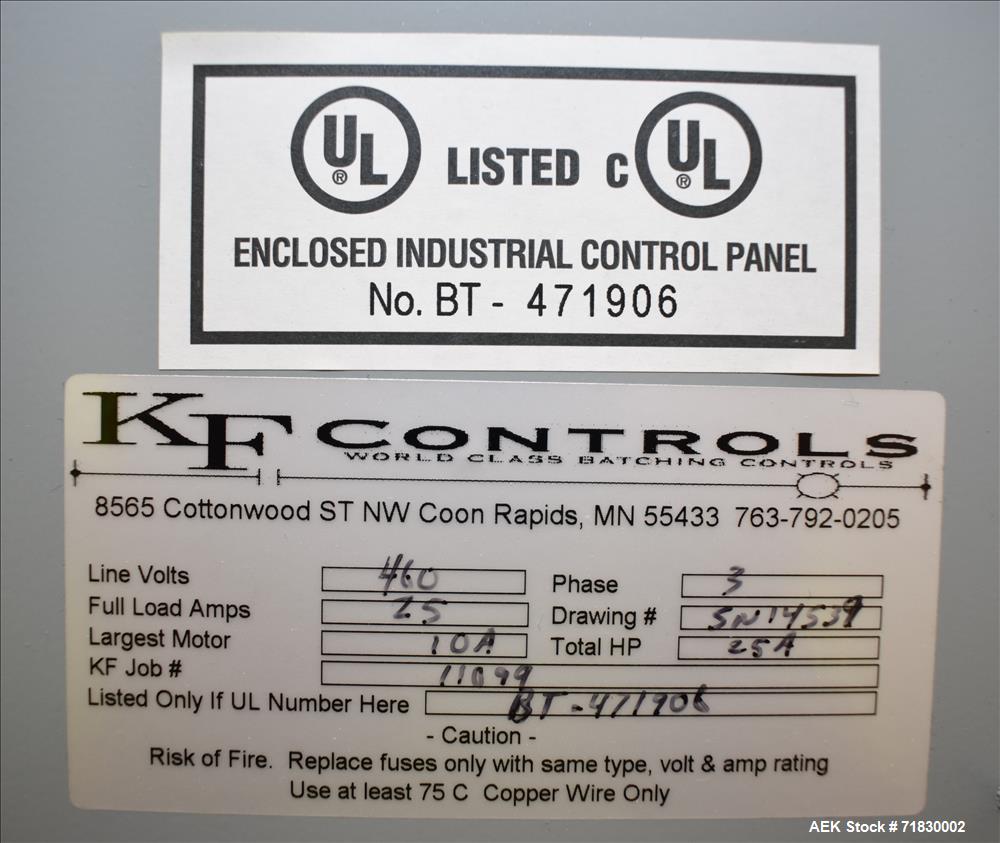 UL® LISTED C UL®
ENCLOSED INDUSTRIAL CONTROL PANEL
No. BT - 471906
KF CONTROLS
WORLD CLASS BATCHING CONTROLS
8565 Cottonwood ST NW Coon Rapids, MN 55433 763-792-0205
Line Volts 460 Phase 3
Full Load Amps 25 Drawing # SN14539
Largest Motor 10A Total HP 25A
KF Job # 11099
Listed Only If UL Number Here BT-471906
- Caution -
Risk of Fire. Replace fuses only with same type, volt & amp rating
Use at least 75 C Copper Wire Only
AEK Stock # 71830002